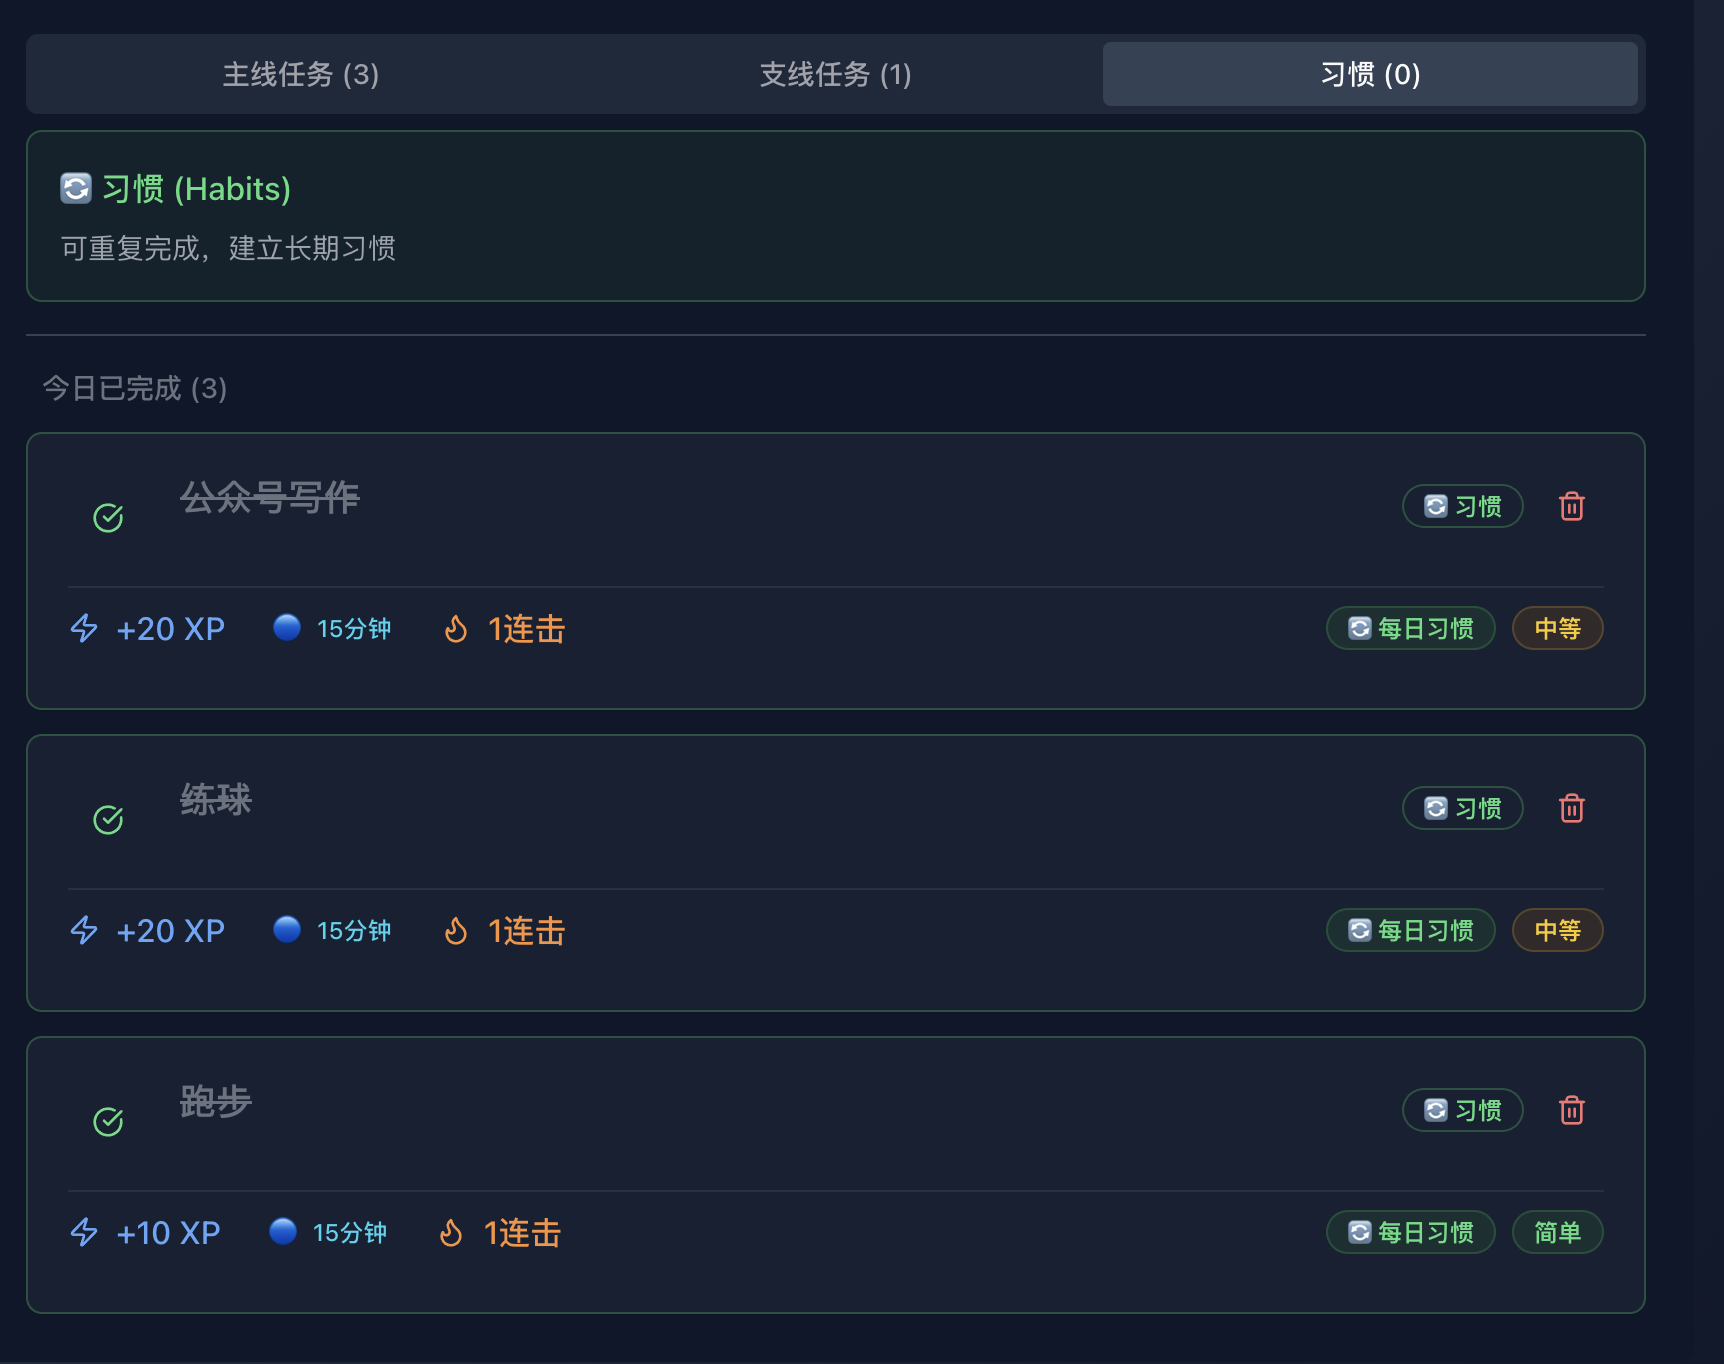 主线任务 (3) 支线任务 (1) 习惯 (0)
习惯 (Habits)
可重复完成，建立长期习惯
今日已完成 (3)
公众号写作 习惯
+20 XP 15分钟 1连击 每日习惯 中等
练球 习惯
+20 XP 15分钟 1连击 每日习惯 中等
跑步 习惯
+10 XP 15分钟 1连击 每日习惯 简单